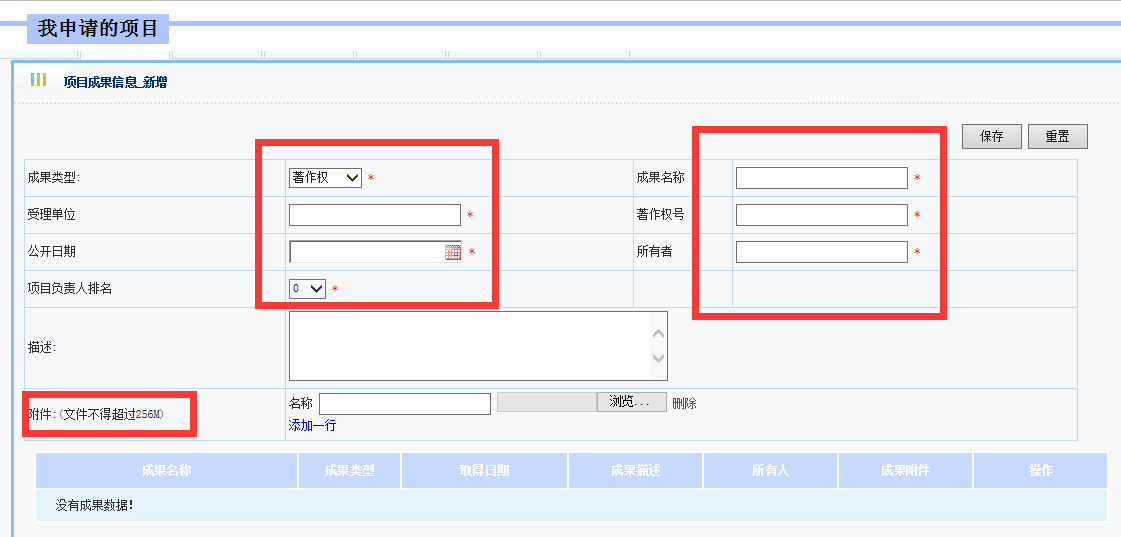 我申请的项目
项目成果信息_新增
保存 重置
成果类型: 著作权 * 成果名称 *
受理单位 * 著作权号 *
公开日期 * 所有者 *
项目负责人排名 0 *
描述:
附件:(文件不得超过256M) 名称 浏览... 删除
添加一行
成果名称 成果类型 取得日期 成果描述 所有人 成果附件 操作
没有成果数据!